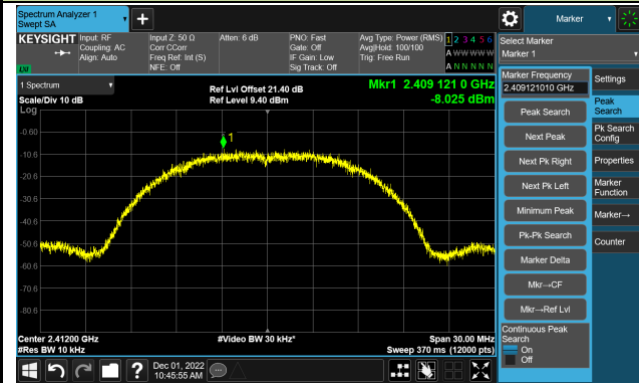 Spectrum Analyzer 1
Swept SA
Marker
KEYSIGHT
Input: RF
Coupling: AC
Align: Auto
Input Z: 50 Ω
Corr CCorr
Freq Ref: Int (S)
NFE: Off
Atten: 6 dB
PNO: Fast
Gate: Off
IF Gain: Low
Sig Track: Off
Avg Type: Power (RMS)
Avg|Hold: 100/100
Trig: Free Run
1 2 3 4 5 6
A W W W W W
A N N N N N
Select Marker
Marker 1
1 Spectrum
Scale/Div 10 dB
Log
Ref Lvl Offset 21.40 dB
Ref Level 9.40 dBm
Mkr1 2.409 121 0 GHz
-8.025 dBm
1
-0.60
-10.6
-20.6
-30.6
-40.6
-50.6
-60.6
-70.6
-80.6
Center 2.41200 GHz
#Res BW 10 kHz
#Video BW 30 kHz*
Span 30.00 MHz
Sweep 370 ms (12000 pts)
Marker Frequency
2.409121010 GHz
Peak Search
Next Peak
Next Pk Right
Next Pk Left
Minimum Peak
Pk-Pk Search
Marker Delta
Mkr→CF
Mkr→Ref Lvl
Continuous Peak
Search
On
Off
Settings
Peak
Search
Pk Search
Config
Properties
Marker
Function
Marker→
Counter
?
Dec 01, 2022
10:45:55 AM